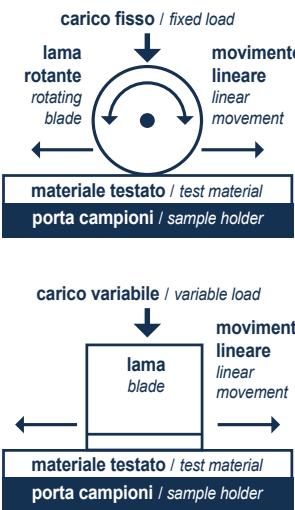 carico fisso / fixed load
lama
rotante
rotating
blade
movimento
lineare
linear
movement
materiale testato / test material
porta campioni / sample holder
carico variabile / variable load
lama
blade
moviment
lineare
linear
movement
materiale testato / test material
porta campioni / sample holder